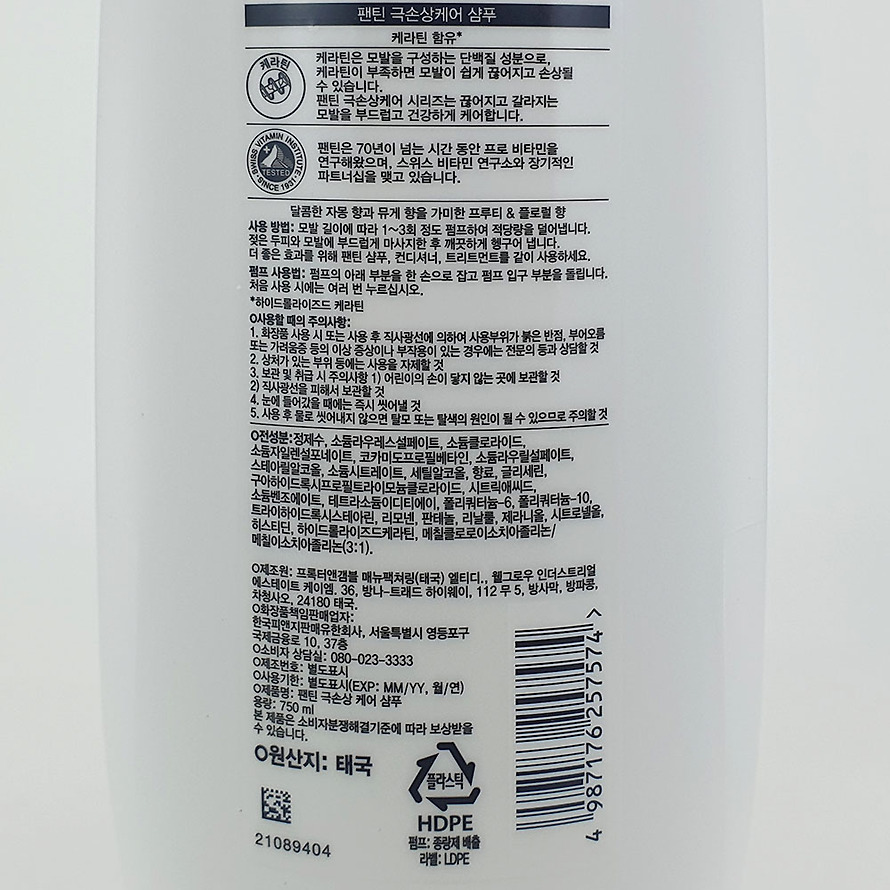 팬틴 극손상케어 샴푸
케라틴 함유*
케라틴
케라틴은 모발을 구성하는 단백질 성분으로,
케라틴이 부족하면 모발이 쉽게 끊어지고 손상될
수 있습니다.
팬틴 극손상케어 시리즈는 끊어지고 갈라지는
모발을 부드럽고 건강하게 케어합니다.
SWISS VITAMIN INSTITUTE
TESTED
SINCE 1931
팬틴은 70년이 넘는 시간 동안 프로 비타민을
연구해왔으며, 스위스 비타민 연구소와 장기적인
파트너십을 맺고 있습니다.
달콤한 자몽 향과 뮤게 향을 가미한 프루티 & 플로럴 향
사용 방법: 모발 길이에 따라 1~3회 정도 펌프하여 적당량을 덜어냅니다.
젖은 두피와 모발에 부드럽게 마사지한 후 깨끗하게 헹구어 냅니다.
더 좋은 효과를 위해 팬틴 샴푸, 컨디셔너, 트리트먼트를 같이 사용하세요.
펌프 사용법: 펌프의 아래 부분을 한 손으로 잡고 펌프 입구 부분을 돌립니다.
처음 사용 시에는 여러 번 누르십시오.
*하이드롤라이즈드 케라틴
O사용할 때의 주의사항:
1. 화장품 사용 시 또는 사용 후 직사광선에 의하여 사용부위가 붉은 반점, 부어오름
또는 가려움증 등의 이상 증상이나 부작용이 있는 경우에는 전문의 등과 상담할 것
2. 상처가 있는 부위 등에는 사용을 자제할 것
3. 보관 및 취급 시 주의사항 1) 어린이의 손이 닿지 않는 곳에 보관할 것
2) 직사광선을 피해서 보관할 것
4. 눈에 들어갔을 때에는 즉시 씻어낼 것
5. 사용 후 물로 씻어내지 않으면 탈모 또는 탈색의 원인이 될 수 있으므로 주의할 것
O전성분:정제수, 소듐라우레스설페이트, 소듐클로라이드,
소듐자일렌설포네이트, 코카미도프로필베타인, 소듐라우릴설페이트,
스테아릴알코올, 소듐시트레이트, 세틸알코올, 향료, 글리세린,
구아하이드록시프로필트라이모늄클로라이드, 시트릭애씨드,
소듐벤조에이트, 테트라소듐이디티에이, 폴리쿼터늄-6, 폴리쿼터늄-10,
트라이하이드록시스테아린, 리모넨, 판테놀, 리날룰, 제라니올, 시트로넬올,
히스티딘, 하이드롤라이즈드케라틴, 메칠클로로이소치아졸리논/
메칠이소치아졸리논(3:1).
O제조원: 프록터앤갬블 매뉴팩쳐링(태국) 엘티디., 웰그로우 인더스트리얼
에스테이트 케이엠. 36, 방나-트래드 하이웨이, 112 무 5, 방사막, 방파콩,
차청사오, 24180 태국.
O화장품책임판매업자:
한국피앤지판매유한회사, 서울특별시 영등포구
국제금융로 10, 37층
O소비자 상담실: 080-023-3333
O제조번호: 별도표시
O사용기한: 별도표시(EXP: MM/YY, 월/연)
O제품명: 팬틴 극손상 케어 샴푸
용량: 750 ml
본 제품은 소비자분쟁해결기준에 따라 보상받을
수 있습니다.
O원산지: 태국
21089404
플라스틱
HDPE
펌프: 종량제 배출
라벨: LDPE
4 987176 257574 >